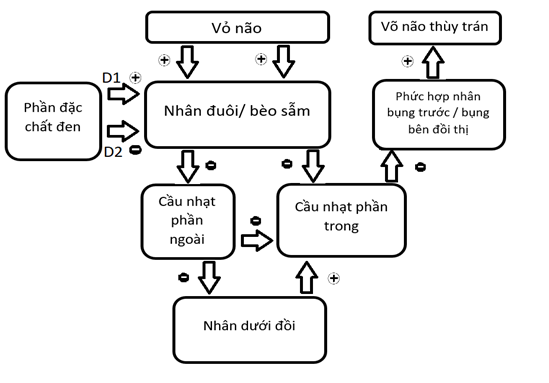 Vỏ não
Võ não thùy trán
D1
Phần đặc
chất đen
D2
Nhân đuôi/ bèo sẫm
Phức hợp nhân
bụng trước / bụng
bên đồi thị
Cầu nhạt
phần
ngoài
Cầu nhạt phần
trong
Nhân dưới đồi